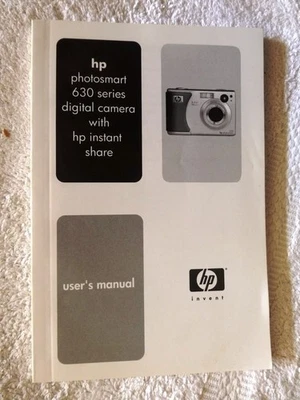 hp
photosmart
630 series
digital camera
with
hp instant
share
user's manual
hp
invent